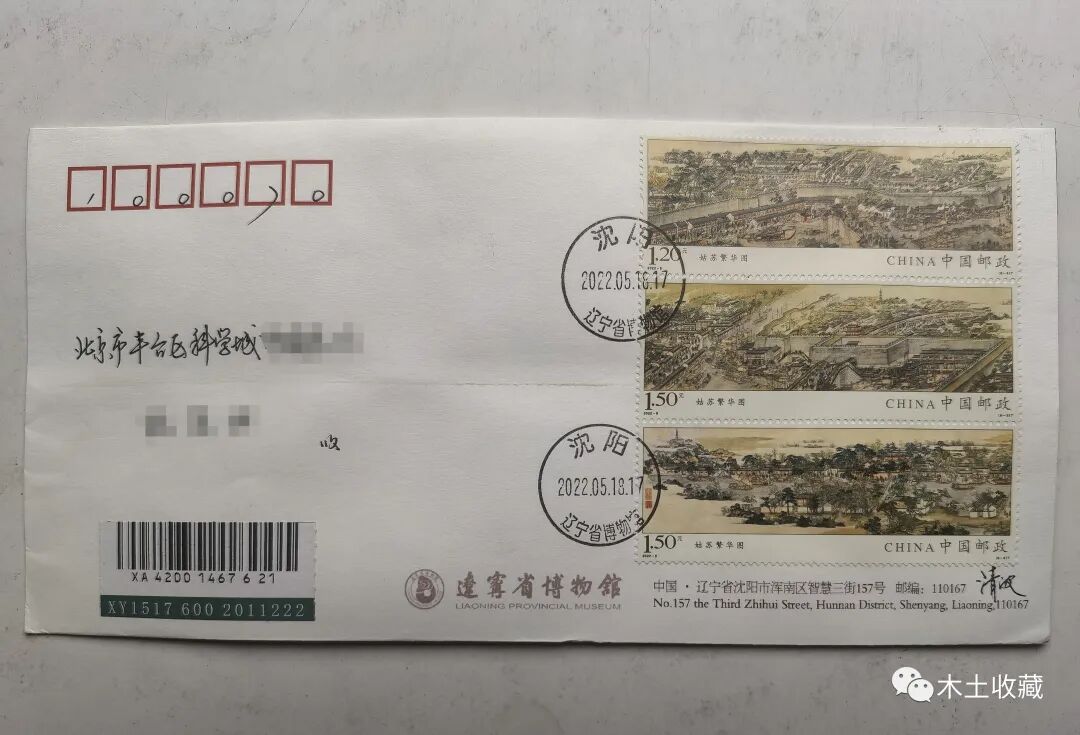 100070
北京市丰台区科学城
收
XA 4200 1467 6 21
XY1517 600 2011222
沈阳
2022.05.18.17
辽宁省博物馆
沈阳
2022.05.18.17
辽宁省博物馆
1.20元
姑苏繁华图
CHINA 中国邮政
1.50元
姑苏繁华图
CHINA 中国邮政
1.50元
姑苏繁华图
CHINA 中国邮政
遼寧省博物館
LIAONING PROVINCIAL MUSEUM
中国·辽宁省沈阳市浑南区智慧三街157号 邮编：110167
No.157 the Third Zhihui Street, Hunnan District, Shenyang, Liaoning,110167
木土收藏